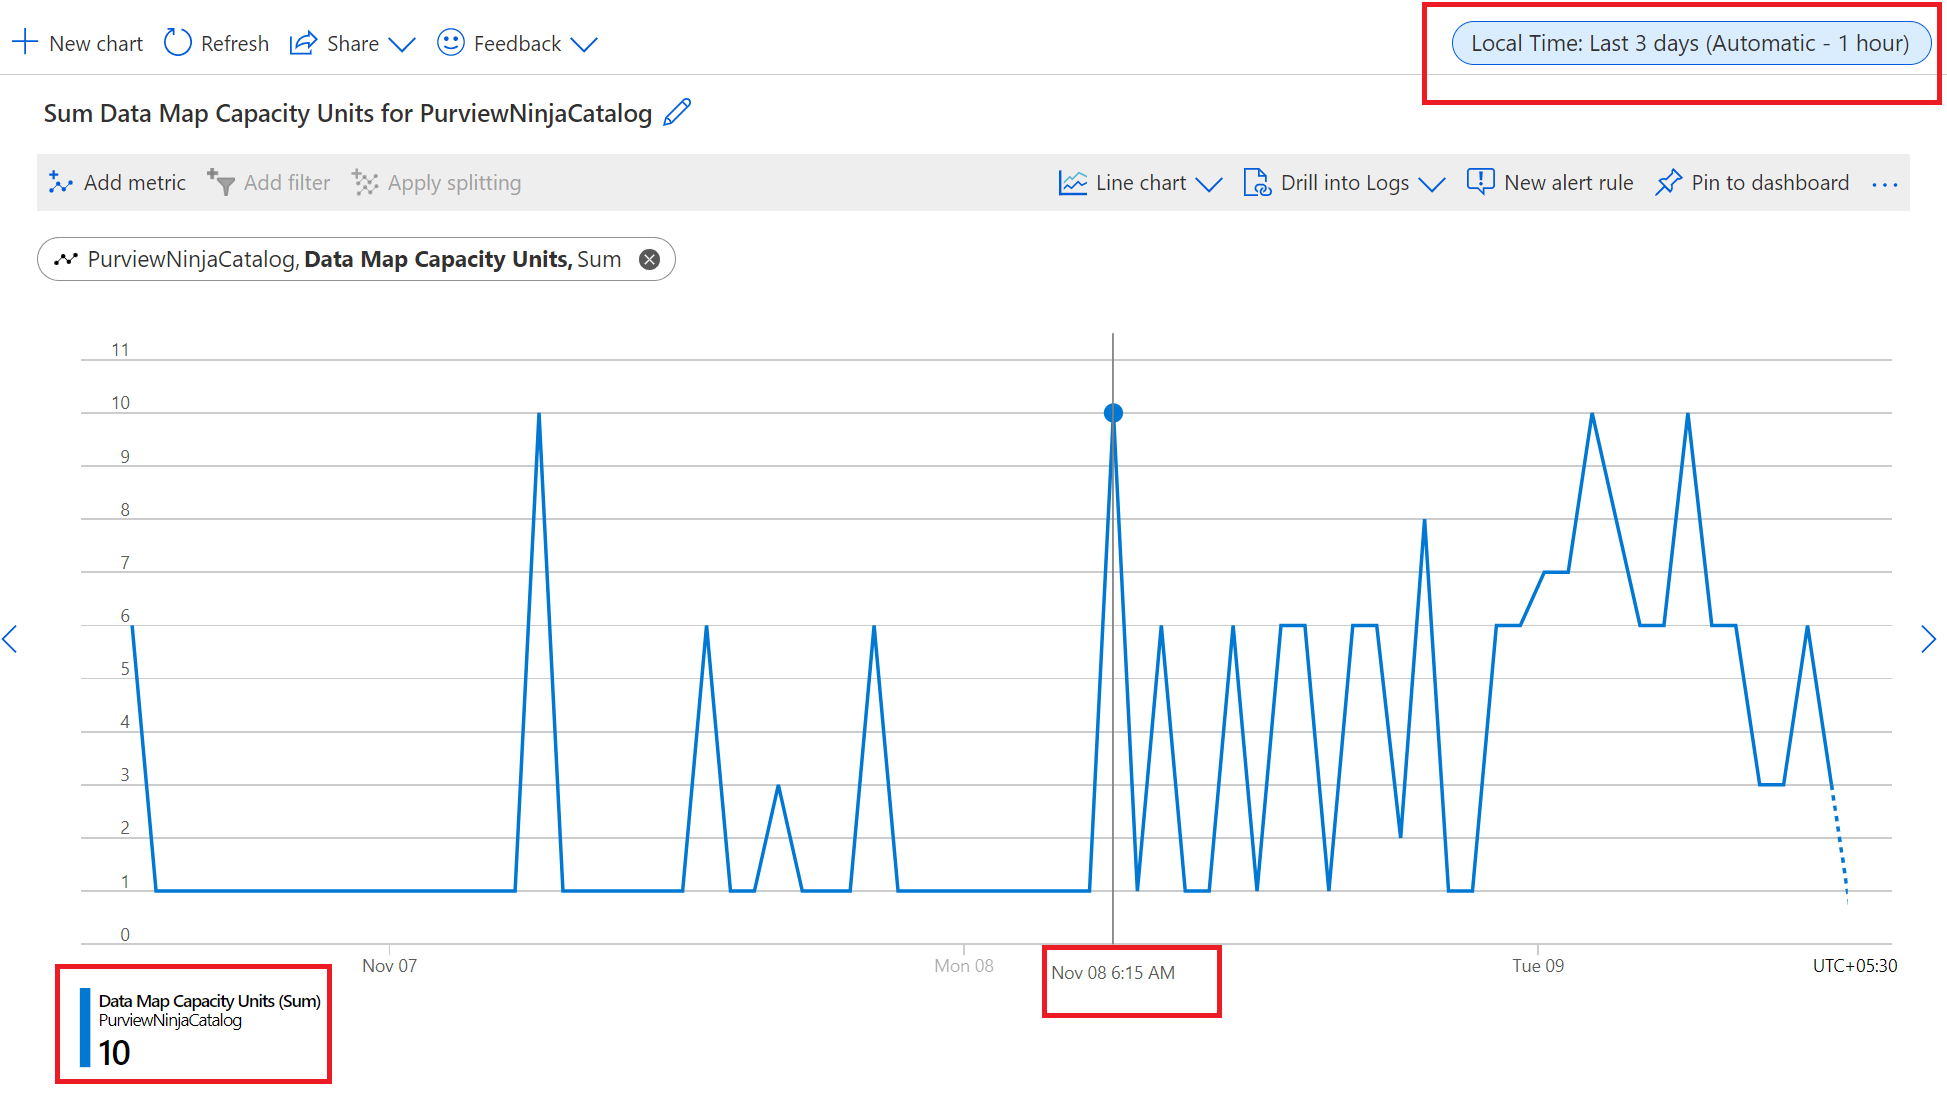 New chart Refresh Share Feedback Local Time: Last 3 days (Automatic - 1 hour)
Sum Data Map Capacity Units for PurviewNinjaCatalog
Add metric Add filter Apply splitting Line chart Drill into Logs New alert rule Pin to dashboard ...
PurviewNinjaCatalog, Data Map Capacity Units, Sum
11
10
9
8
7
6
5
4
3
2
1
0
Nov 07 Mon 08 Tue 09 UTC+05:30
Nov 08 6:15 AM
Data Map Capacity Units (Sum)
PurviewNinjaCatalog
10